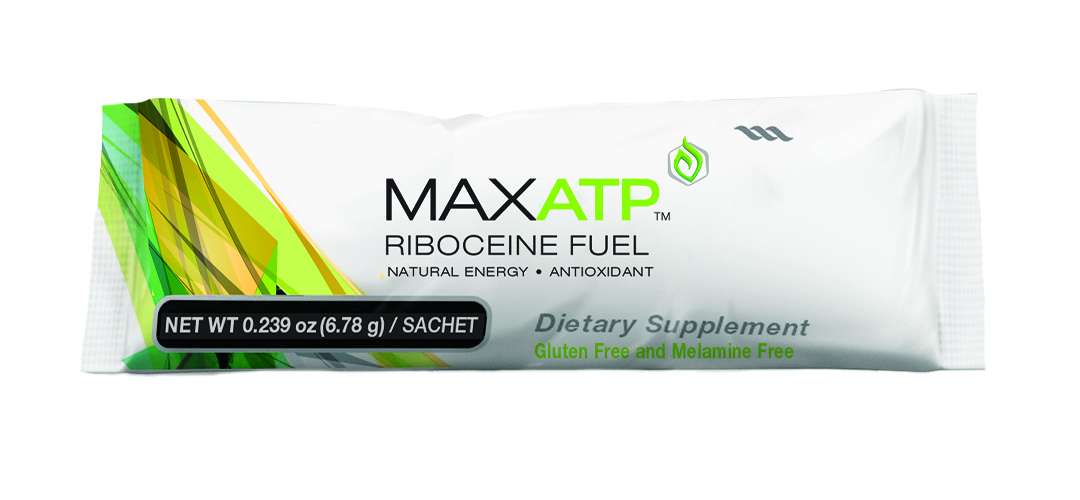 MAXATP™
RIBOCEINE FUEL
NATURAL ENERGY • ANTIOXIDANT
NET WT 0.239 oz (6.78 g) / SACHET
Dietary Supplement
Gluten Free and Melamine Free